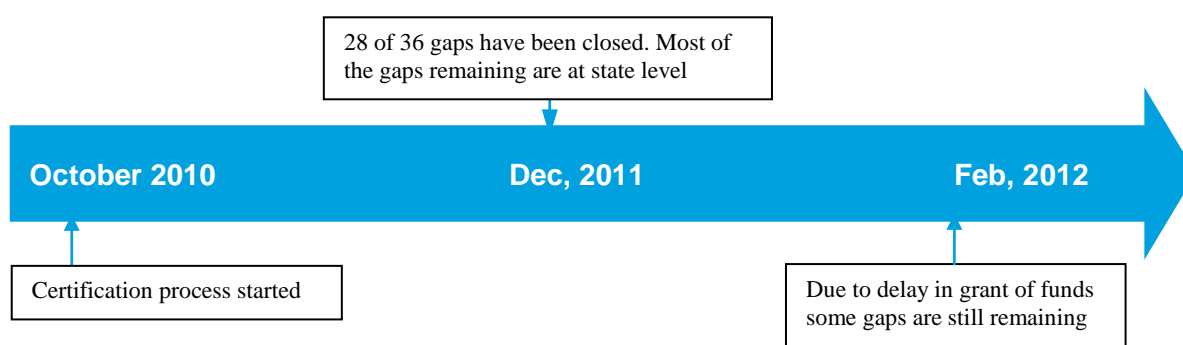 28 of 36 gaps have been closed. Most of
the gaps remaining are at state level
October 2010
Dec, 2011
Feb, 2012
Certification process started
Due to delay in grant of funds
some gaps are still remaining